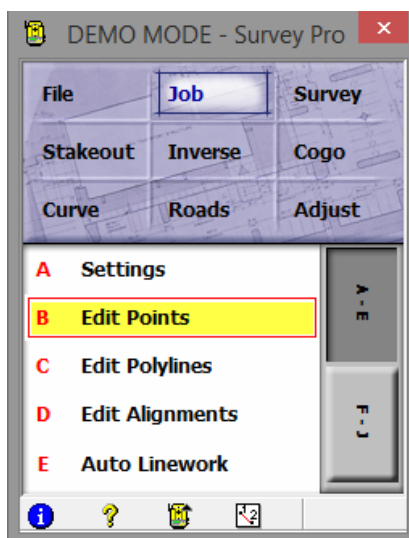 DEMO MODE - Survey Pro
File Job Survey
Stakeout Inverse Cogo
Curve Roads Adjust
A Settings
B Edit Points
C Edit Polylines
D Edit Alignments
E Auto Linework
A - E
F - J